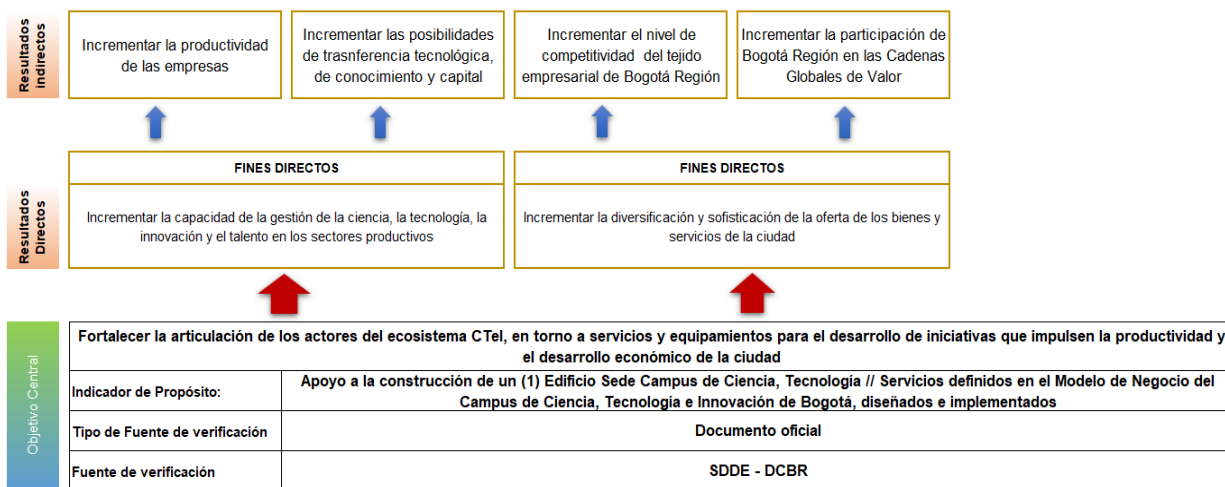 Resultados
indirectos
Incrementar la productividad
de las empresas
Incrementar las posibilidades
de trasnferencia tecnológica,
de conocimiento y capital
Incrementar el nivel de
competitividad del tejido
empresarial de Bogotá Región
Incrementar la participación de
Bogotá Región en las Cadenas
Globales de Valor
Resultados
Directos
FINES DIRECTOS
Incrementar la capacidad de la gestión de la ciencia, la tecnología, la
innovación y el talento en los sectores productivos
FINES DIRECTOS
Incrementar la diversificación y sofisticación de la oferta de los bienes y
servicios de la ciudad
Objetivo Central
Fortalecer la articulación de los actores del ecosistema CTeI, en torno a servicios y equipamientos para el desarrollo de iniciativas que impulsen la productividad y
el desarrollo económico de la ciudad
Indicador de Propósito:
Apoyo a la construcción de un (1) Edificio Sede Campus de Ciencia, Tecnología // Servicios definidos en el Modelo de Negocio del
Campus de Ciencia, Tecnología e Innovación de Bogotá, diseñados e implementados
Tipo de Fuente de verificación
Documento oficial
Fuente de verificación
SDDE - DCBR